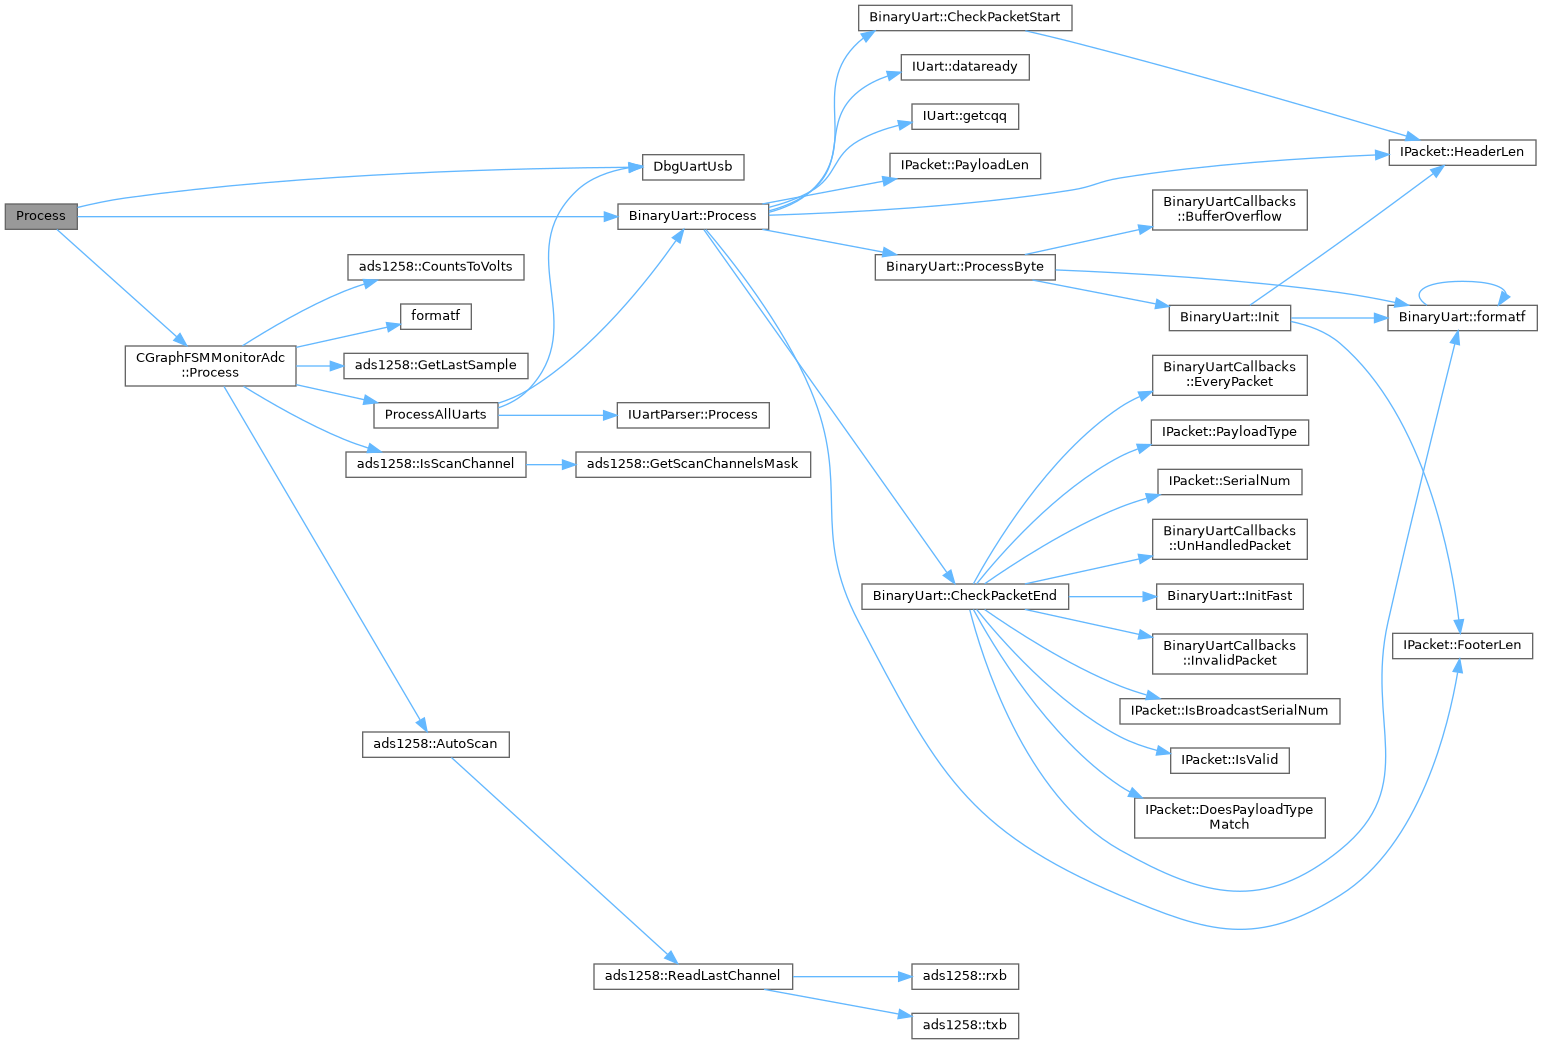 Process
DbgUartUsb
BinaryUart::Process
CGraphFSMMonitorAdc
::Process
ads1258::CountsToVolts
formatf
ads1258::GetLastSample
ProcessAllUarts
IUartParser::Process
ads1258::IsScanChannel
ads1258::GetScanChannelsMask
ads1258::AutoScan
ads1258::ReadLastChannel
ads1258::rxb
ads1258::txb
BinaryUart::CheckPacketStart
IUart::dataready
IUart::getcqq
IPacket::PayloadLen
IPacket::HeaderLen
BinaryUart::ProcessByte
BinaryUartCallbacks
::BufferOverflow
BinaryUart::Init
BinaryUart::formatf
BinaryUart::CheckPacketEnd
BinaryUartCallbacks
::EveryPacket
IPacket::PayloadType
IPacket::SerialNum
BinaryUartCallbacks
::UnHandledPacket
BinaryUart::InitFast
BinaryUartCallbacks
::InvalidPacket
IPacket::IsBroadcastSerialNum
IPacket::IsValid
IPacket::DoesPayloadType
Match
IPacket::FooterLen